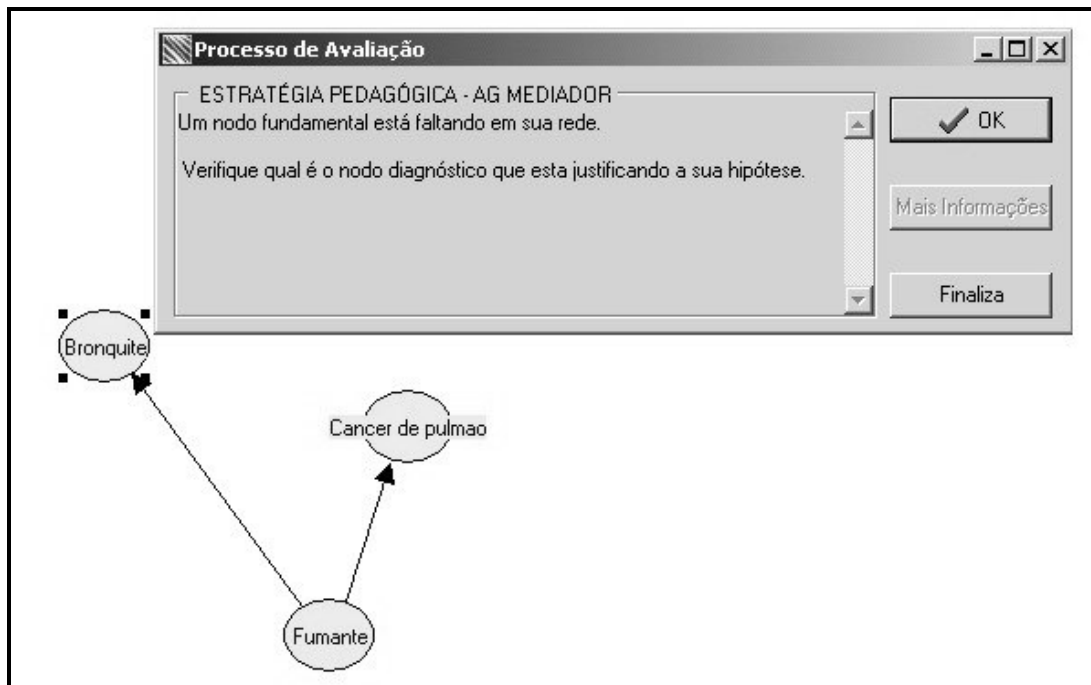 Processo de Avaliação
ESTRATÉGIA PEDAGÓGICA - AG MEDIADOR
Um nodo fundamental está faltando em sua rede.
Verifique qual é o nodo diagnóstico que esta justificando a sua hipótese.
OK
Mais Informações
Finaliza
Bronquite
Cancer de pulmao
Fumante